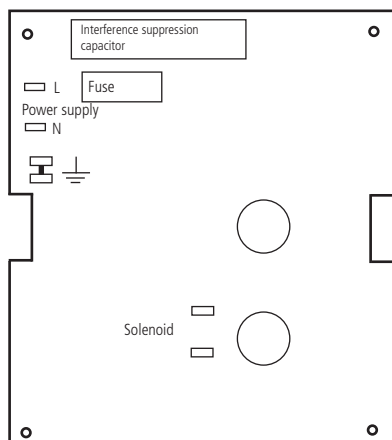 Interference suppression
capacitor
L
Fuse
Power supply
N
Solenoid